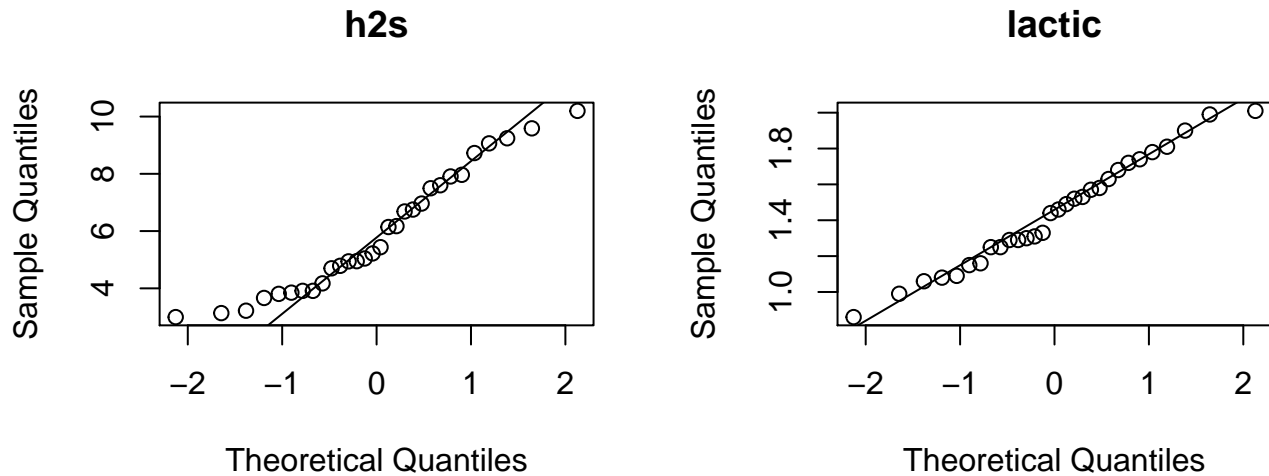 h2s
Sample Quantiles
10
8
6
4
−2
−1
0
1
2
Theoretical Quantiles
lactic
Sample Quantiles
1.8
1.4
1.0
−2
−1
0
1
2
Theoretical Quantiles